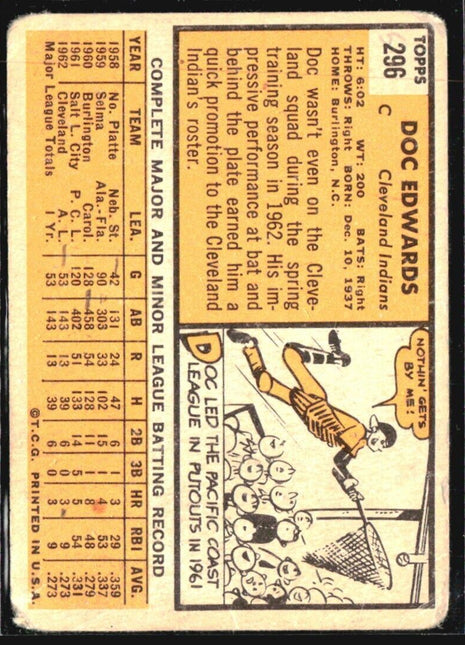 TOPPS
296
DOC EDWARDS
C Cleveland Indians
HT: 6:02 WT: 200 BATS: Right
THROWS: Right BORN: Dec. 10, 1937
HOME: Burlington, N.C.
Doc wasn't even on the Cleve-
land squad during the spring
training season in 1962. His im-
pressive performance at bat and
behind the plate earned him a
quick promotion to the Cleveland
Indian's roster.
NOTHIN' GETS
BY ME!
DOC LED THE PACIFIC COAST
LEAGUE IN PUTOUTS IN 1961
COMPLETE MAJOR AND MINOR LEAGUE BATTING RECORD
YEAR TEAM LEA. G AB R H 2B 3B HR RBI AVG.
1958 No. Platte Neb. St. 42 131 24 47 6 1 3 29 .359
1959 Selma Ala.-Fla. 90 303 33 102 15 1 4 53 .337
1960 Burlington Carol. 128 458 128 8 48 .279
1961 Salt L. City P.C.L. 120 402 51 133 54 .331
1962 Cleveland A.L. 53 143 13 39 6 0 3 9 .273
Major League Totals 1 Yr. 53 143 13 39 6 0 3 9 .273
©T.C.G. PRINTED IN U.S.A.